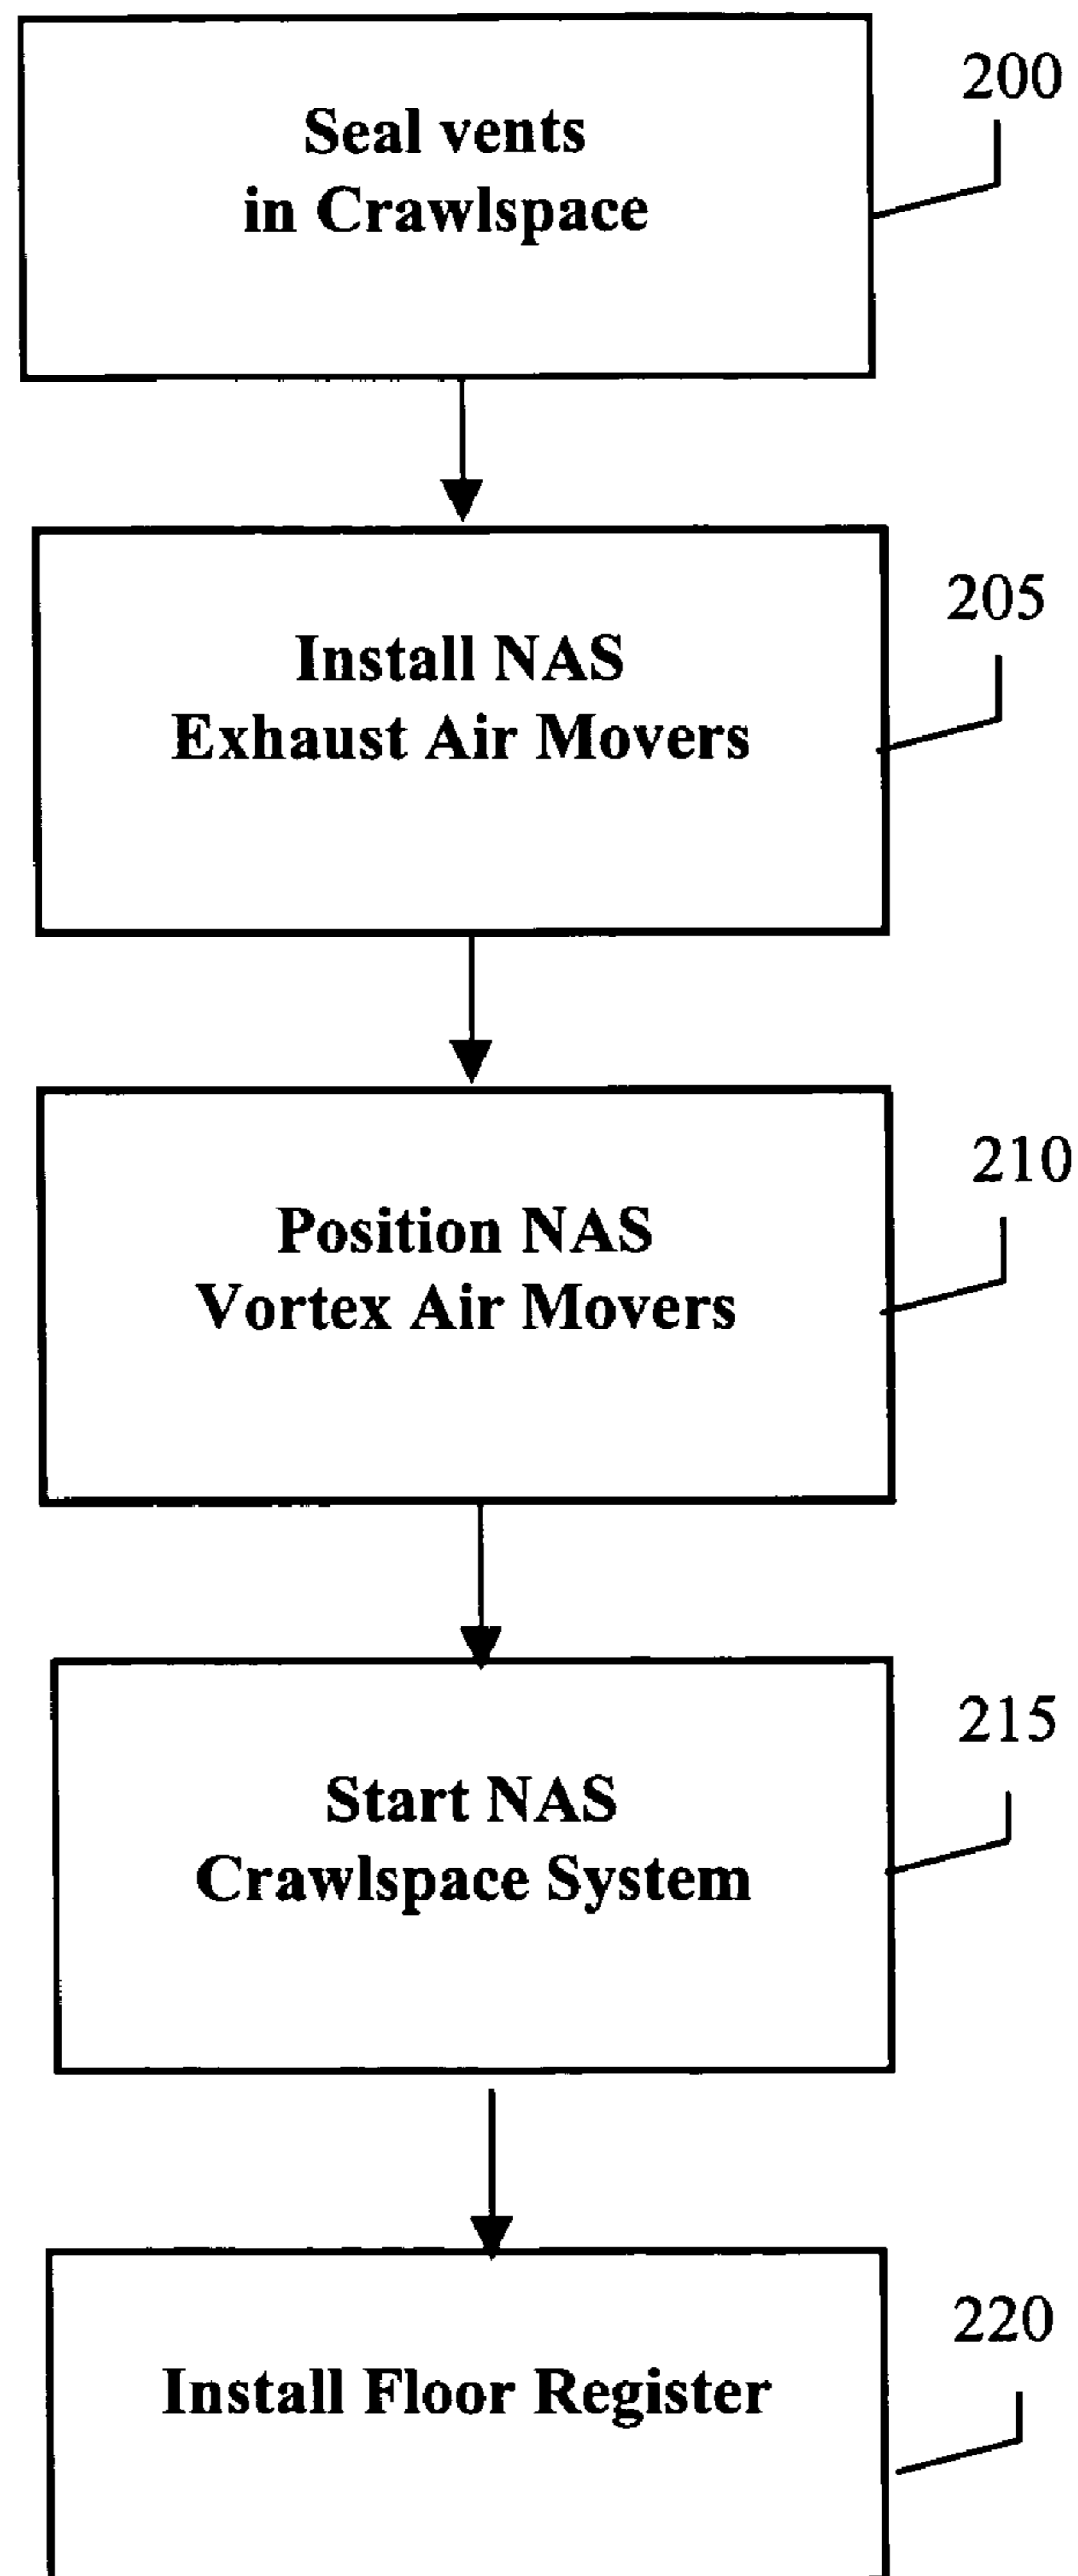 Seal vents
in Crawlspace
200
Install NAS
Exhaust Air Movers
205
Position NAS
Vortex Air Movers
210
Start NAS
Crawlspace System
215
Install Floor Register
220